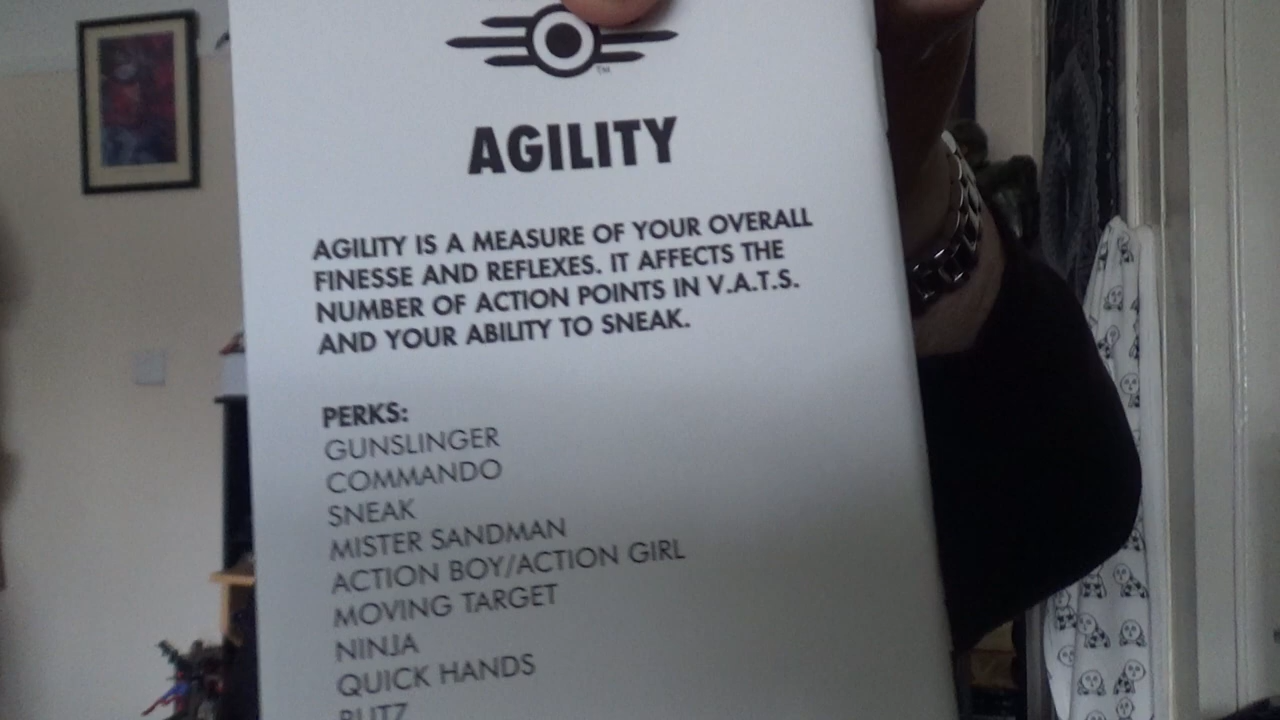 TM
AGILITY
AGILITY IS A MEASURE OF YOUR OVERALL
FINESSE AND REFLEXES. IT AFFECTS THE
NUMBER OF ACTION POINTS IN V.A.T.S.
AND YOUR ABILITY TO SNEAK.
PERKS:
GUNSLINGER
COMMANDO
SNEAK
MISTER SANDMAN
ACTION BOY/ACTION GIRL
MOVING TARGET
NINJA
QUICK HANDS
BLITZ